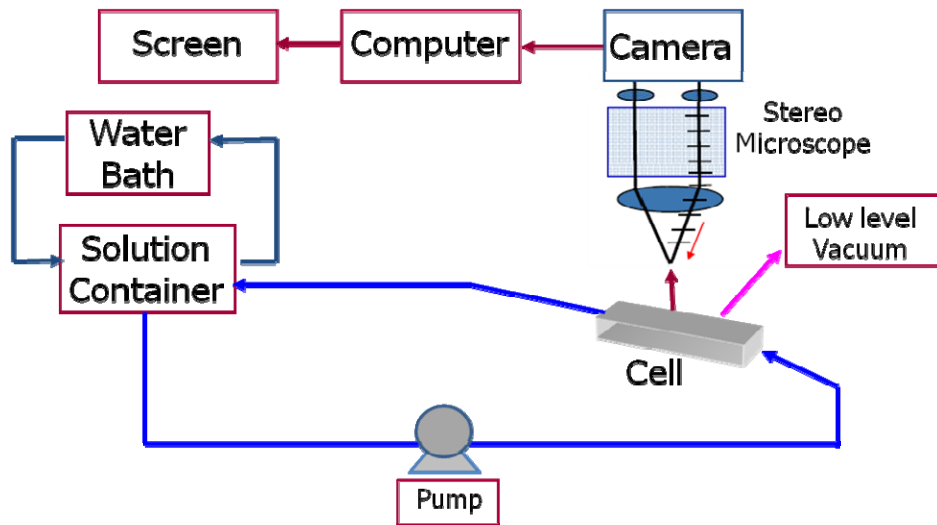 Screen
Computer
Camera
Stereo
Microscope
Water
Bath
Low level
Vacuum
Solution
Container
Cell
Pump